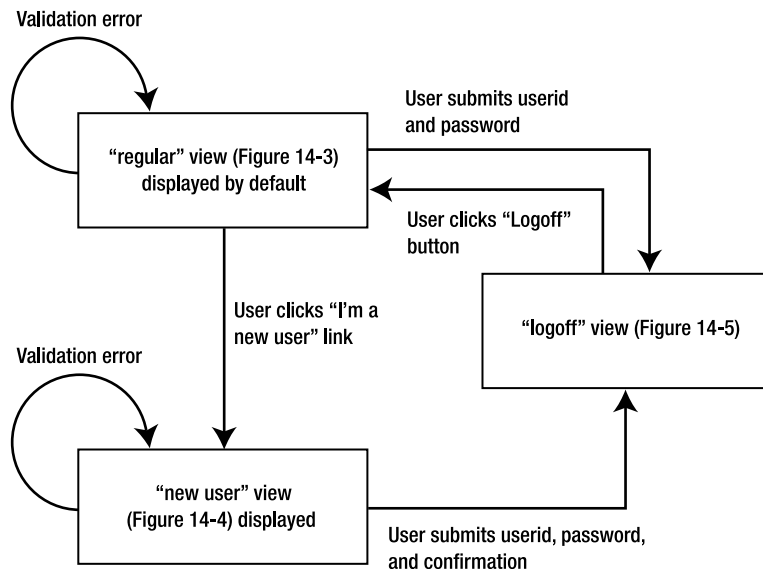 Validation error
User submits userid
and password
“regular” view (Figure 14-3)
displayed by default
User clicks “Logoff”
button
User clicks “I’m a
new user” link
“logoff” view (Figure 14-5)
Validation error
“new user” view
(Figure 14-4) displayed
User submits userid, password,
and confirmation